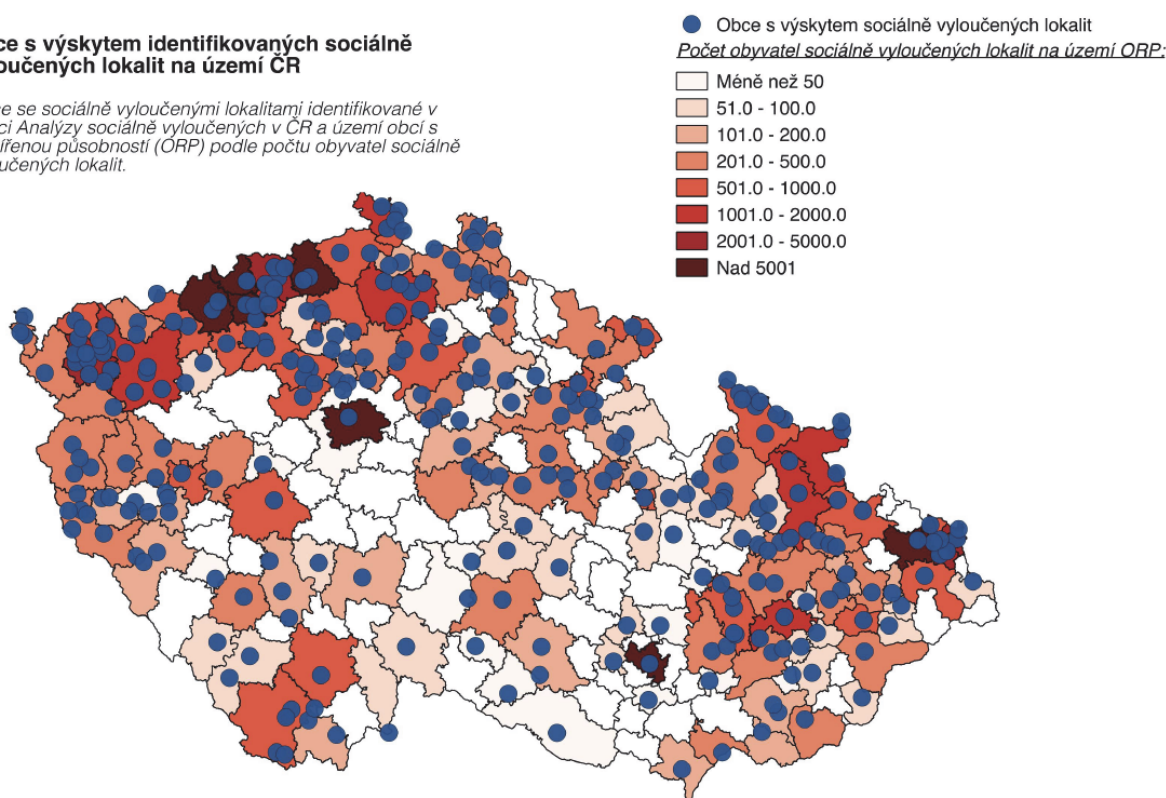 ce s výskytem identifikovaných sociálně
loučených lokalit na území ČR
e se sociálně vyloučenými lokalitami identifikované v
ci Analýzy sociálně vyloučených v ČR a území obcí s
ířenou působností (ORP) podle počtu obyvatel sociálně
oučených lokalit.
Obce s výskytem sociálně vyloučených lokalit
Počet obyvatel sociálně vyloučených lokalit na území ORP:
Méně než 50
51.0 - 100.0
101.0 - 200.0
201.0 - 500.0
501.0 - 1000.0
1001.0 - 2000.0
2001.0 - 5000.0
Nad 5001